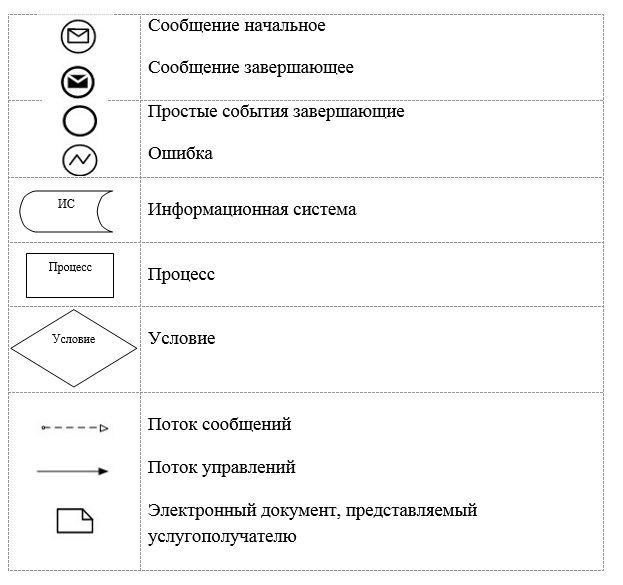 Сообщение начальное
Сообщение завершающее
Простые события завершающие
Ошибка
ИС
Информационная система
Процесс
Процесс
Условие
Условие
Поток сообщений
Поток управлений
Электронный документ, представляемый
услугополучателю